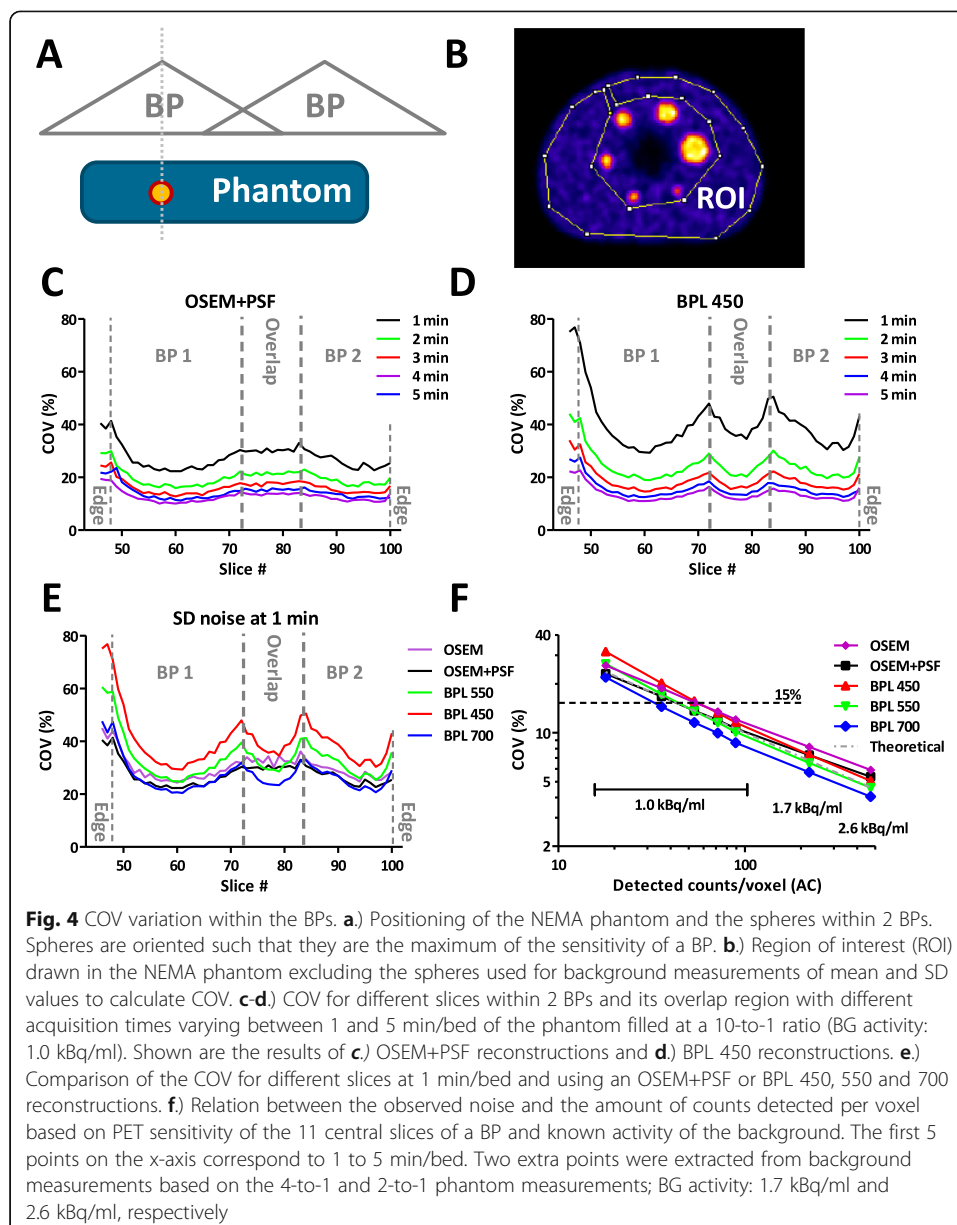 A
BP
BP
Phantom
B
ROI
C
OSEM+PSF
80
60
40
20
0
COV (%)
Edge
BP 1
Overlap
BP 2
Edge
1 min
2 min
3 min
4 min
5 min
50
60
70
80
90
100
Slice #
D
BPL 450
80
60
40
20
0
COV (%)
Edge
BP 1
Overlap
BP 2
Edge
1 min
2 min
3 min
4 min
5 min
50
60
70
80
90
100
Slice #
E
SD noise at 1 min
80
60
40
20
0
COV (%)
Edge
BP 1
Overlap
BP 2
Edge
OSEM
OSEM+PSF
BPL 550
BPL 450
BPL 700
50
60
70
80
90
100
Slice #
F
40
10
5
2
COV (%)
15%
OSEM
OSEM+PSF
BPL 450
BPL 550
BPL 700
Theoretical
1.0 kBq/ml
1.7 kBq/ml
2.6 kBq/ml
10
100
Detected counts/voxel (AC)
Fig. 4 COV variation within the BPs. a.) Positioning of the NEMA phantom and the spheres within 2 BPs.
Spheres are oriented such that they are the maximum of the sensitivity of a BP. b.) Region of interest (ROI)
drawn in the NEMA phantom excluding the spheres used for background measurements of mean and SD
values to calculate COV. c-d.) COV for different slices within 2 BPs and its overlap region with different
acquisition times varying between 1 and 5 min/bed of the phantom filled at a 10-to-1 ratio (BG activity:
1.0 kBq/ml). Shown are the results of c.) OSEM+PSF reconstructions and d.) BPL 450 reconstructions. e.)
Comparison of the COV for different slices at 1 min/bed and using an OSEM+PSF or BPL 450, 550 and 700
reconstructions. f.) Relation between the observed noise and the amount of counts detected per voxel
based on PET sensitivity of the 11 central slices of a BP and known activity of the background. The first 5
points on the x-axis correspond to 1 to 5 min/bed. Two extra points were extracted from background
measurements based on the 4-to-1 and 2-to-1 phantom measurements; BG activity: 1.7 kBq/ml and
2.6 kBq/ml, respectively